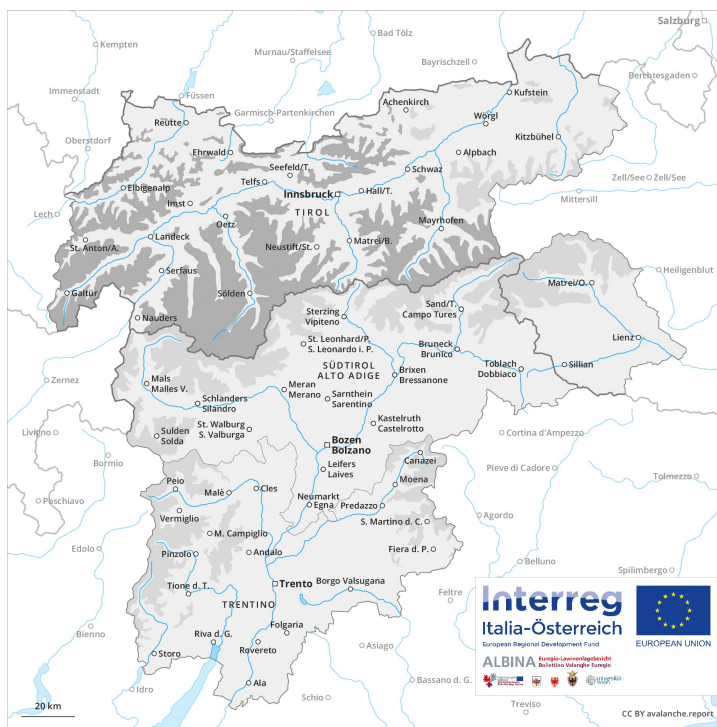 Salzburg
Kempten
Bad Tölz
Murnau/Staffelsee
Bayrischzell
Berchtesgaden
Immenstadt
Füssen
Garmisch-Partenkirchen
Achenkirch
Kufstein
Reutte
Wörgl
Oberstdorf
Ehrwald
Kitzbühel
Alpbach
Seefeld/T.
Telfs
Schwaz
Zell/See
Zell/See
Elbigenalp
Innsbruck
Hall/T.
Mittersill
Imst
TIROL
Lech
Oetz
Mayrhofen
St. Anton/A.
Landeck
Neustift/St.
Matrei/B.
Serfaus
Heiligenblut
Galtür
Sölden
Matrei/O.
Nauders
Sterzing
Vipiteno
Sand/T.
Campo Tures
Lienz
St. Leonhard/P.
S. Leonardo i. P.
Bruneck
Brunico
SÜDTIROL
ALTO ADIGE
Brixen
Bressanone
Toblach
Dobbiaco
Sillian
Zernez
Mals
Malles V.
Meran
Merano
Schlanders
Silandro
Sarnthein
Sarentino
St. Walburg
S. Valburga
Kastelruth
Castelrotto
Livigno
Sulden
Solda
Bozen
Bolzano
Cortina d'Ampezzo
Bormio
Canazei
Leifers
Laives
Pieve di Cadore
Tolmezzo
Peio
Moena
Poschiavo
Malè
Cles
Neumarkt
Egna
Predazzo
Vermiglio
S. Martino d. C.
Agordo
M. Campiglio
Edolo
Pinzolo
Andalo
Fiera d. P.
Belluno
Spilimbergo
Tione d. T.
Trento
Borgo Valsugana
Feltre
TRENTINO
Folgaria
Bienno
Riva d. G.
Rovereto
Asiago
Storo
Idro
Ala
Schio
Bassano d. G.
Treviso
Interreg
Italia-Österreich
European Regional Development Fund
EUROPEAN UNION
ALBINA
Euregio-Lawinenlagebericht
Bollettino Valanghe Euregio
universität
wien
20 km
CC BY avalanche.report